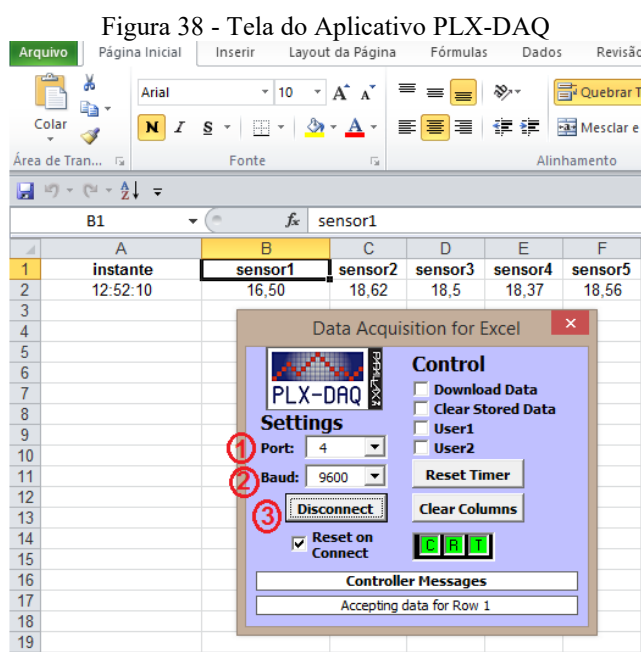 Figura 38 - Tela do Aplicativo PLX-DAQ
Arquivo Página Inicial Inserir Layout da Página Fórmulas Dados Revisão
Arial 10 A A Quebrar T
Colar N I S A Mesclar e
Área de Tran... Fonte Alinhamento
B1 fx sensor1
A B C D E F
1 instante sensor1 sensor2 sensor3 sensor4 sensor5
2 12:52:10 16,50 18,62 18,5 18,37 18,56
3
4
5
6
7
8
9
10
11
12
13
14
15
16
17
18
19
Data Acquisition for Excel
PLX-DAQ
PARALLAX
Settings
1 Port: 4
2 Baud: 9600
3 Disconnect
Reset on
Connect
Control
Download Data
Clear Stored Data
User1
User2
Reset Timer
Clear Columns
C R T
Controller Messages
Accepting data for Row 1